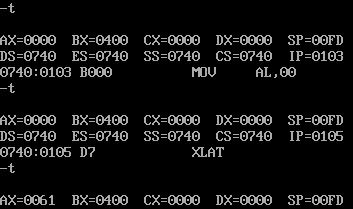 -t
AX=0000 BX=0400 CX=0000 DX=0000 SP=00FD
DS=0740 ES=0740 SS=0740 CS=0740 IP=0103
0740:0103 B000 MOV AL,00
-t
AX=0000 BX=0400 CX=0000 DX=0000 SP=00FD
DS=0740 ES=0740 SS=0740 CS=0740 IP=0105
0740:0105 D7 XLAT
-t
AX=0061 BX=0400 CX=0000 DX=0000 SP=00FD